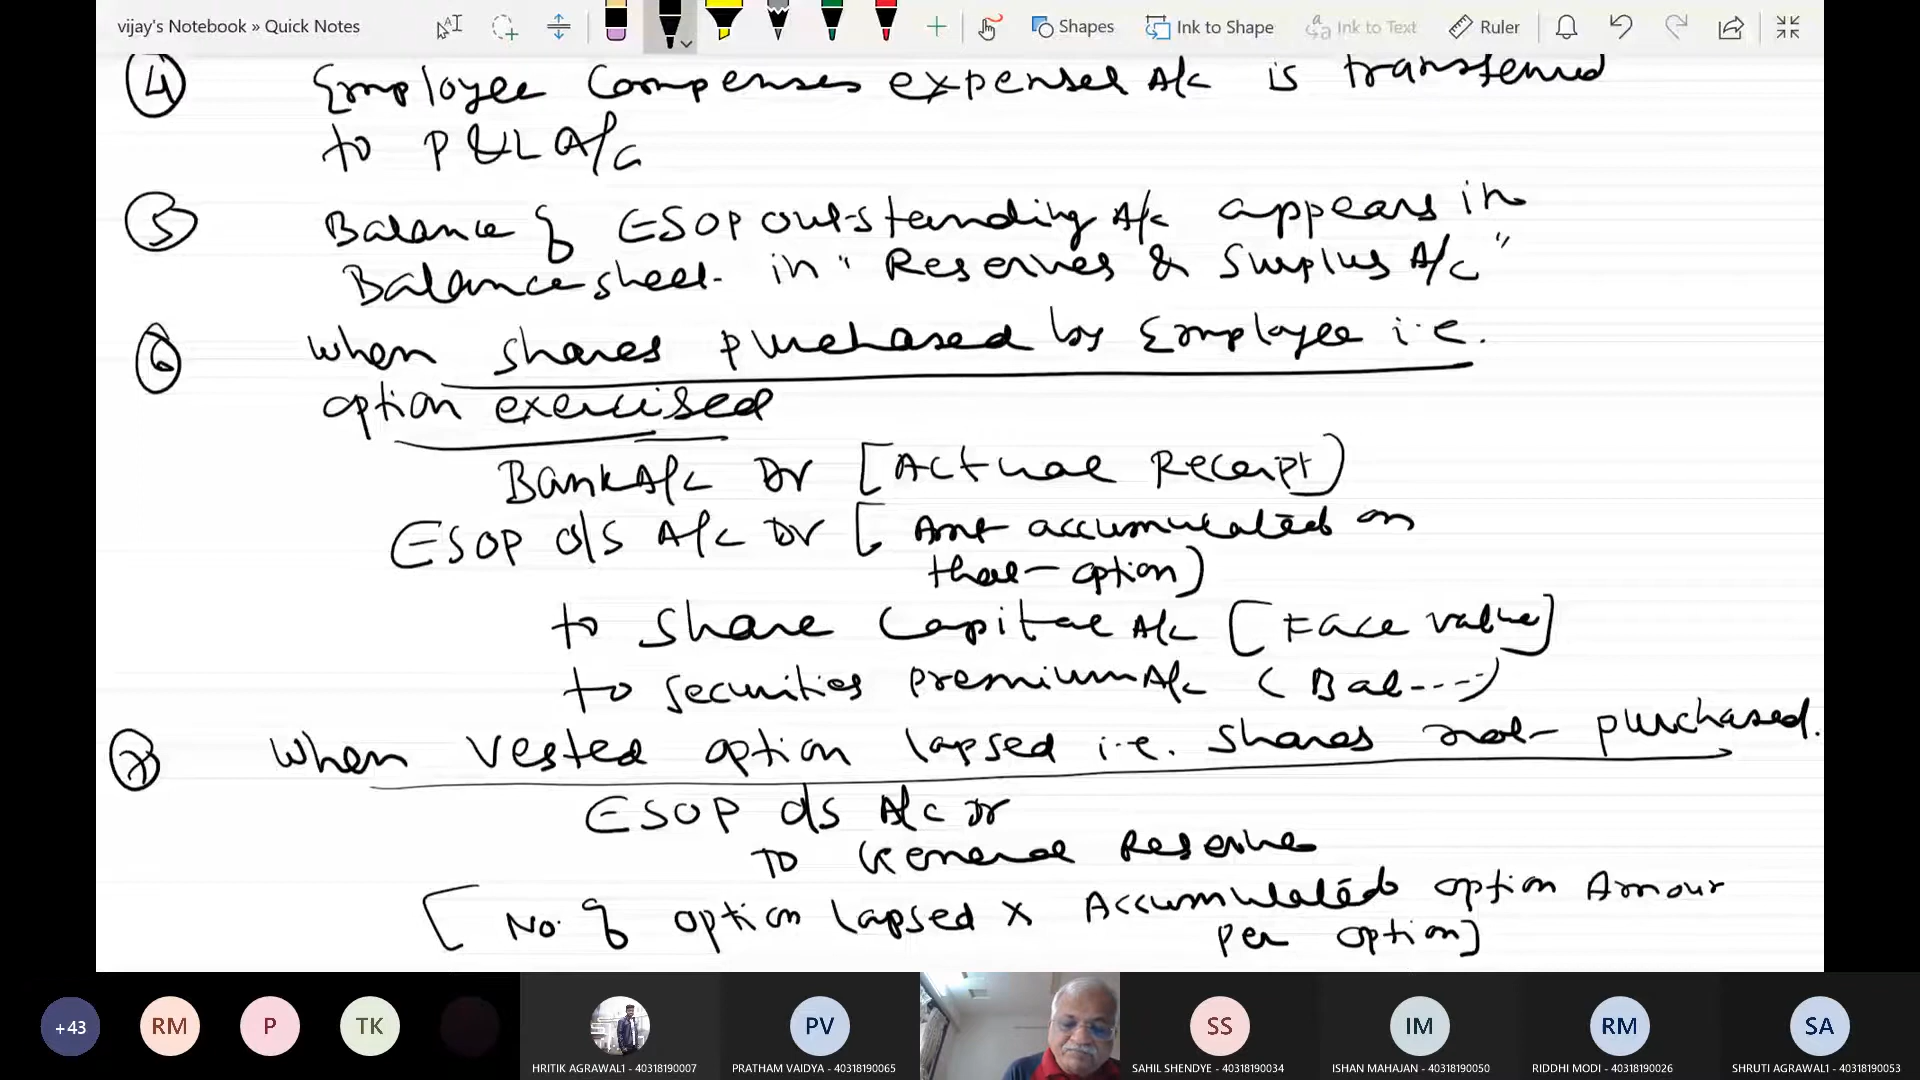 vijay's Notebook » Quick Notes
Shapes
Ink to Shape
Ink to Text
Ruler
④ Employee Compenses expenses A/c is transferred
to P&L A/c
⑤ Balance of ESOP outstanding A/c appears in
Balance sheet in "Reserves & Surplus A/c"
⑥ When shares purchased by Employee i.e.
option exercised
Bank A/c Dr [Actual Receipt)
ESOP o/s A/c Dr [Amt accumulated on
that option)
to Share Capital A/c [Face value]
to Securities premium A/c (Bal---)
⑦ When Vested option lapsed i.e. Shares not purchased.
ESOP o/s A/c Dr
To General Reserve
[No. of option lapsed x Accumulated option Amour
per option]
+43
RM
P
TK
HRITIK AGRAWAL1 - 40318190007
PV
PRATHAM VAIDYA - 40318190065
SS
SAHIL SHENDYE - 40318190034
IM
ISHAN MAHAJAN - 40318190050
RM
RIDDHI MODI - 40318190026
SA
SHRUTI AGRAWAL1 - 40318190053